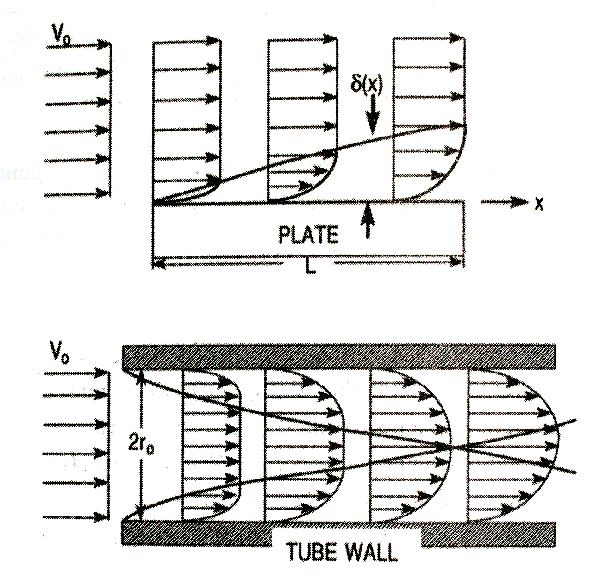 V₀
δ(x)
x
PLATE
L
V₀
2r₀
TUBE WALL